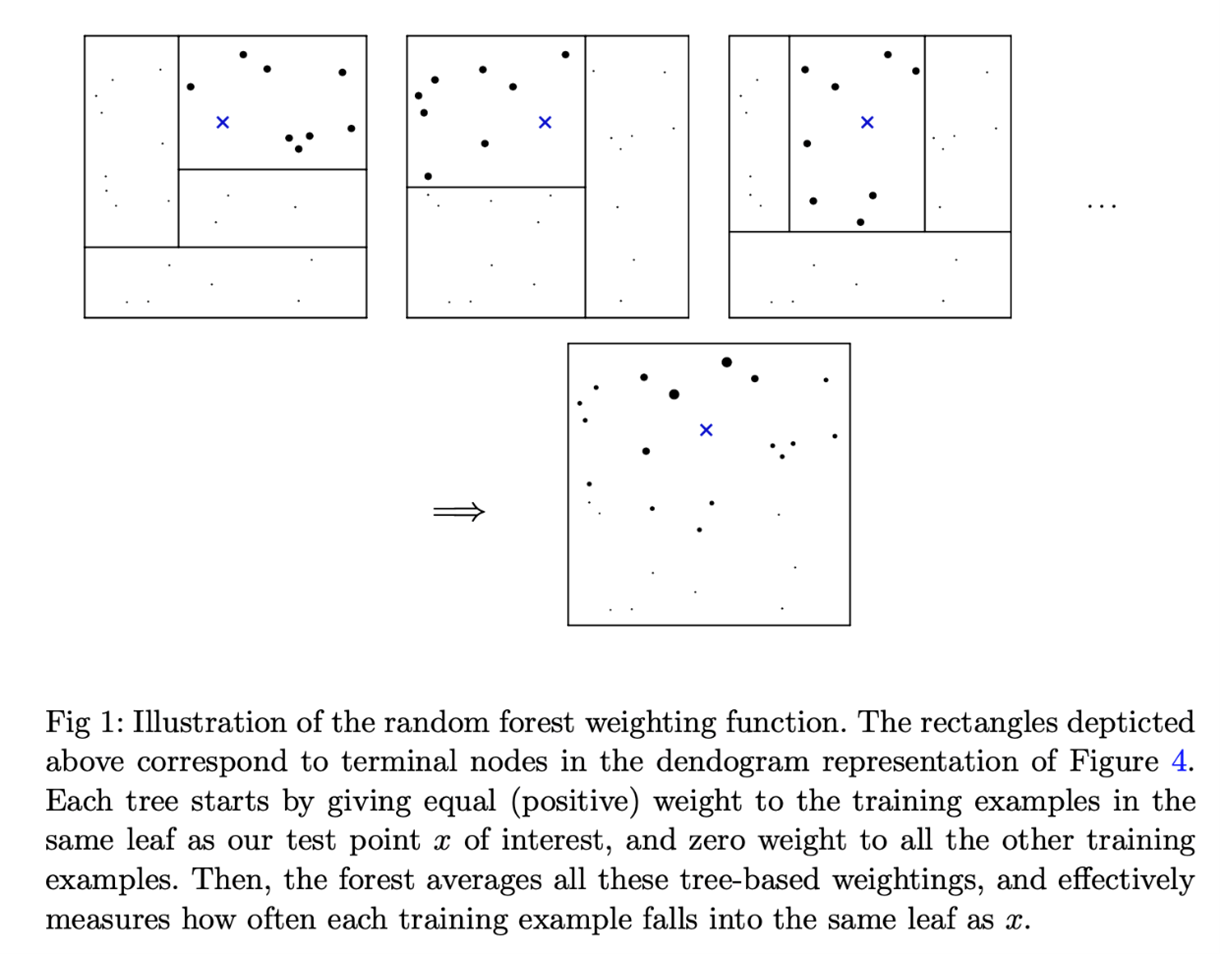 ...
⟹
Fig 1: Illustration of the random forest weighting function. The rectangles depticted
above correspond to terminal nodes in the dendogram representation of Figure 4.
Each tree starts by giving equal (positive) weight to the training examples in the
same leaf as our test point x of interest, and zero weight to all the other training
examples. Then, the forest averages all these tree-based weightings, and effectively
measures how often each training example falls into the same leaf as x.